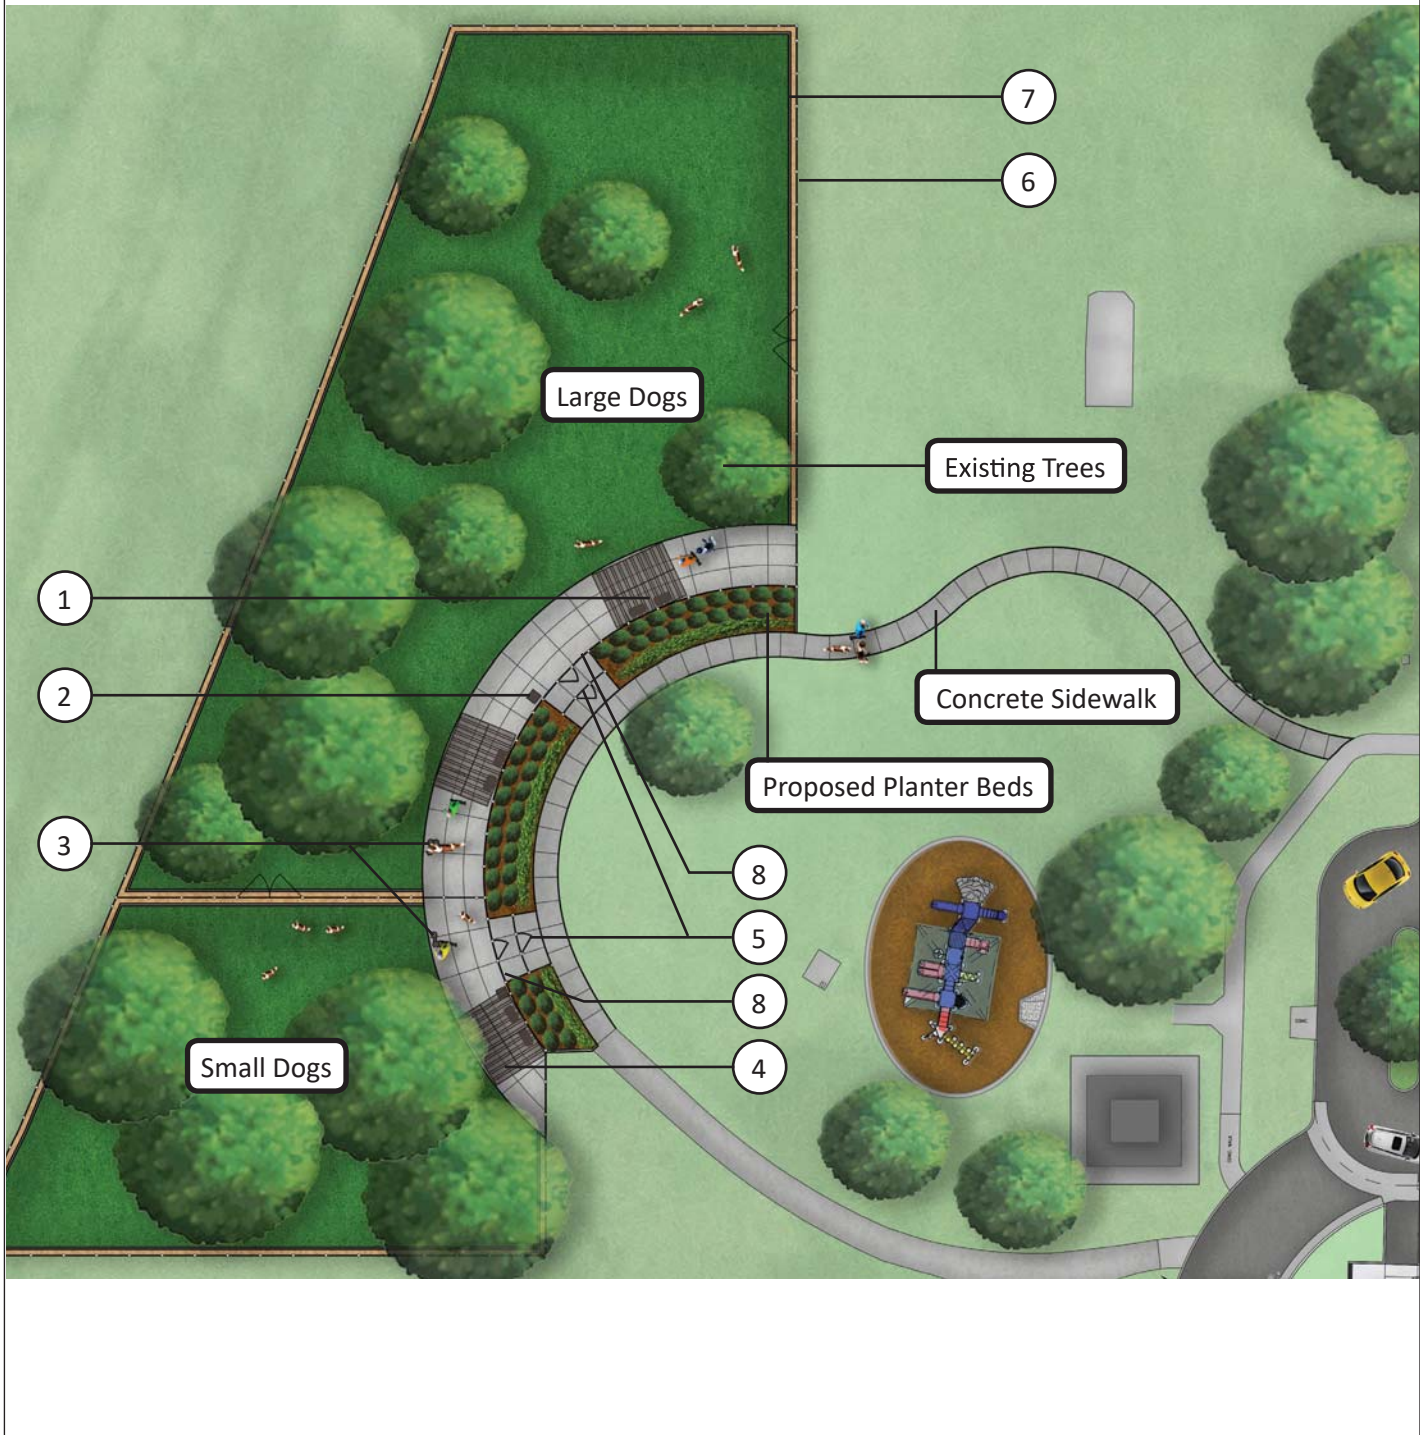 7
6
Large Dogs
Existing Trees
1
2
Concrete Sidewalk
Proposed Planter Beds
3
8
5
8
Small Dogs
4